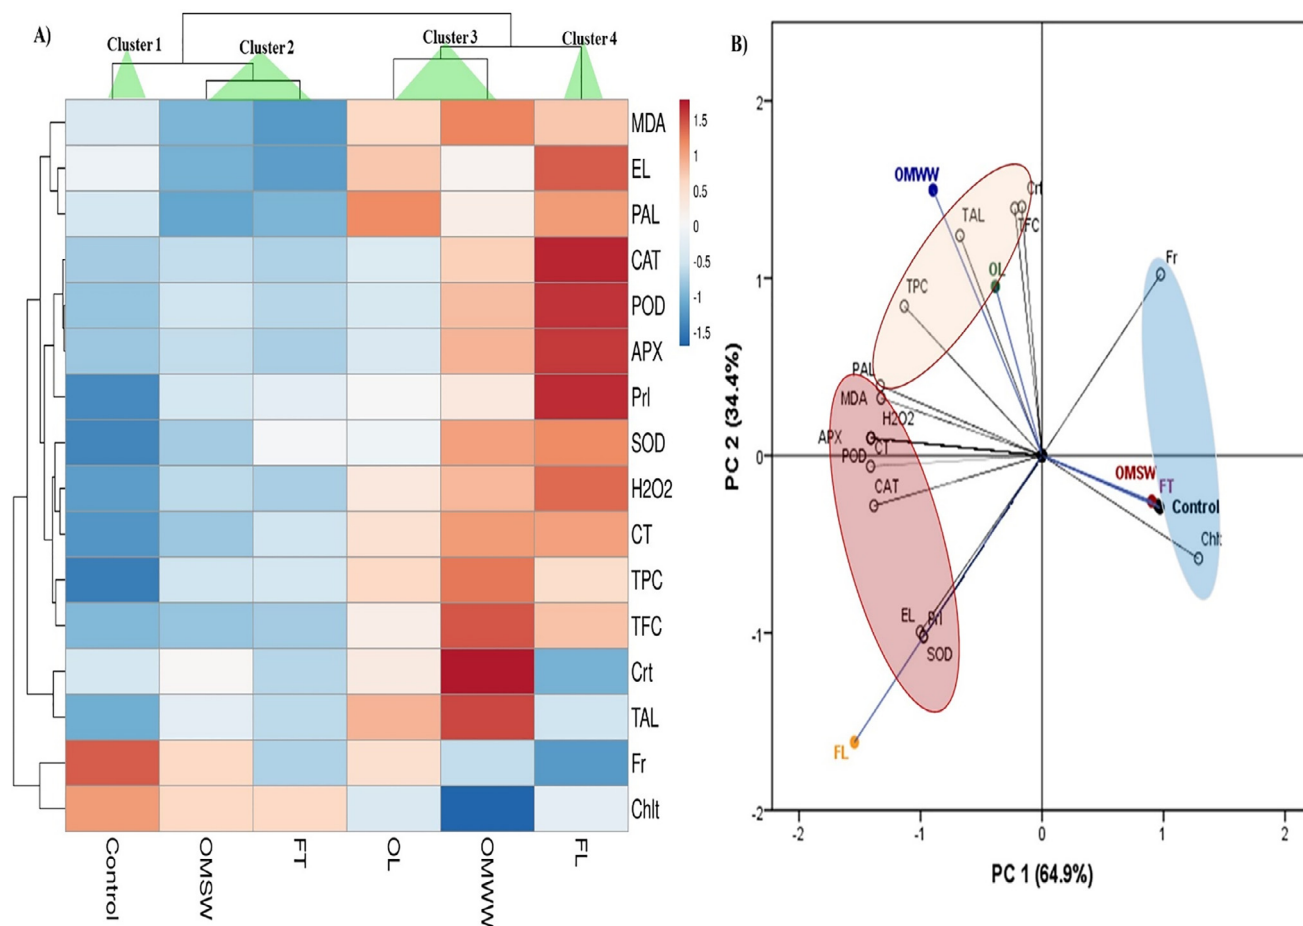 A)
Cluster 1
Cluster 2
Cluster 3
Cluster 4
MDA
EL
PAL
CAT
POD
APX
Prl
SOD
H2O2
CT
TPC
TFC
Crt
TAL
Fr
Chlt
Control
OMSW
FT
OL
OMWW
FL
1.5
1
0.5
0
-0.5
-1
-1.5
B)
PC 2 (34.4%)
2
1
0
-1
-2
OMWW
Crt
TAL
TFC
Fr
OL
TPC
PAL
MDA
H2O2
APX
CT
POD
CAT
OMSW
FT
Control
Chlt
EL
Prl
SOD
FL
-2
-1
0
1
2
PC 1 (64.9%)